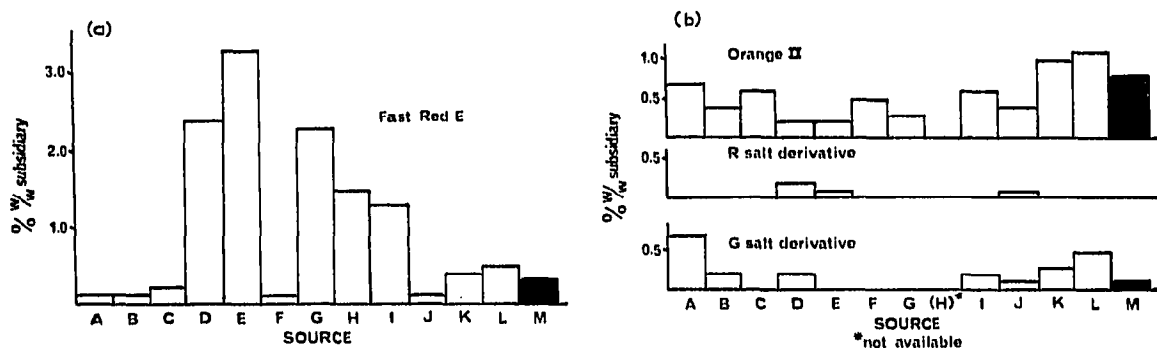 (a)
3.0
2.0
1.0
% w/w subsidiary
Fast Red E
A B C D E F G H I J K L M
SOURCE
(b)
Orange II
1.0
0.5
R salt derivative
0.5
G salt derivative
0.5
% w/w subsidiary
A B C D E F G (H)* I J K L M
SOURCE
*not available